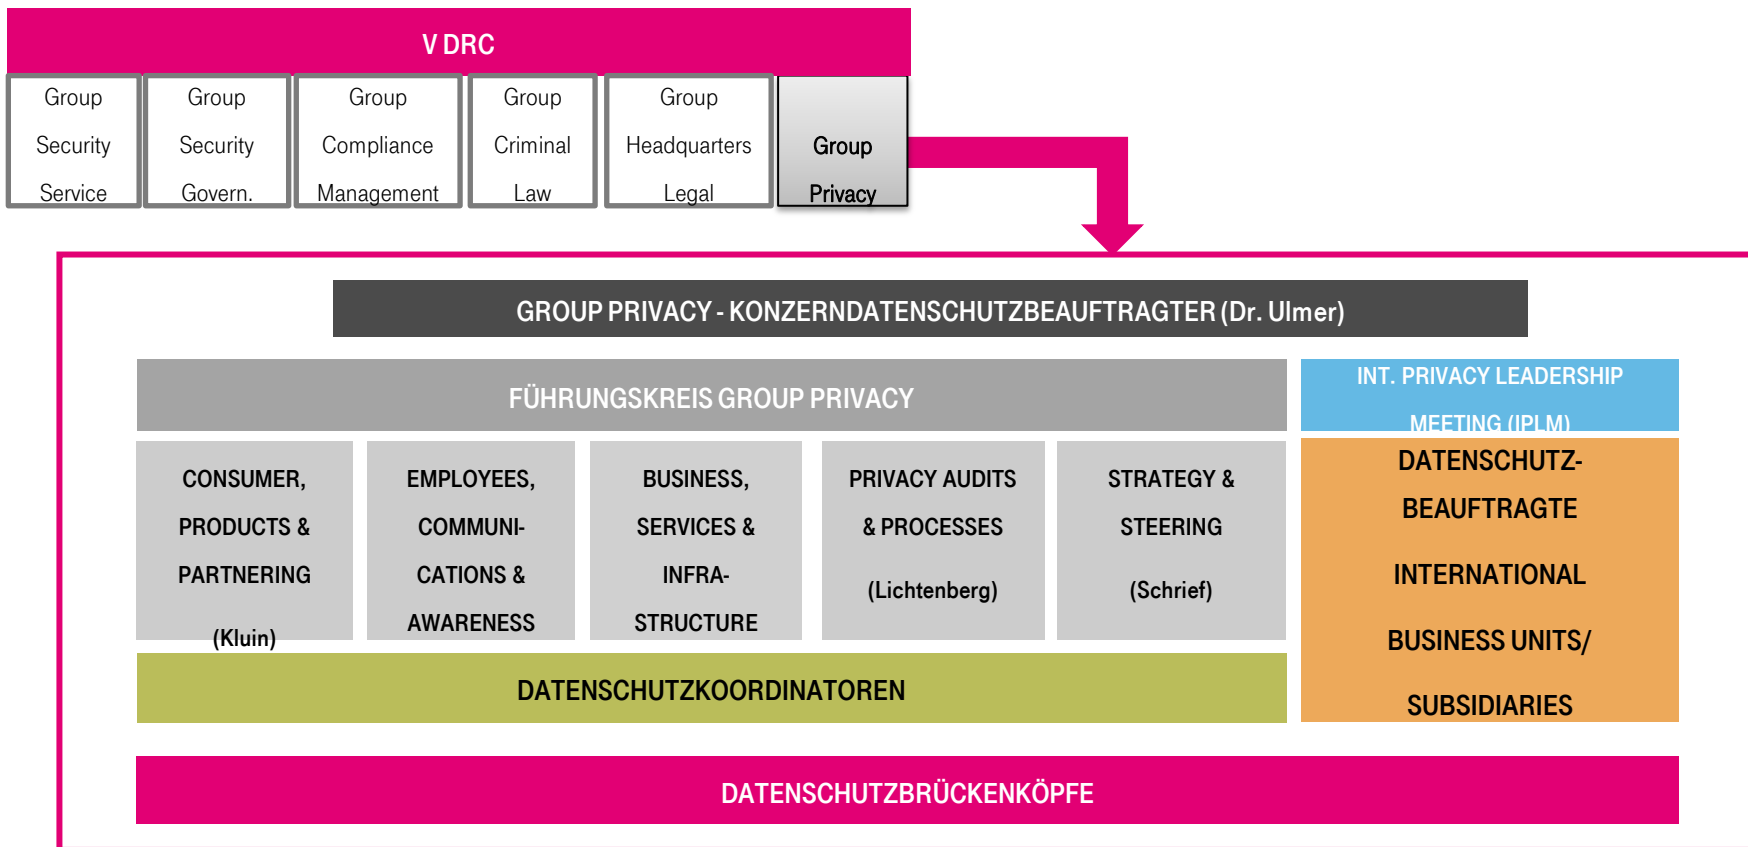 V DRC
Group
Security
Service
Group
Security
Govern.
Group
Compliance
Management
Group
Criminal
Law
Group
Headquarters
Legal
Group
Privacy
GROUP PRIVACY - KONZERNDATENSCHUTZBEAUFTRAGTER (Dr. Ulmer)
FÜHRUNGSKREIS GROUP PRIVACY
INT. PRIVACY LEADERSHIP
MEETING (IPLM)
CONSUMER,
PRODUCTS &
PARTNERING
(Kluin)
EMPLOYEES,
COMMUNI-
CATIONS &
AWARENESS
BUSINESS,
SERVICES &
INFRA-
STRUCTURE
PRIVACY AUDITS
& PROCESSES
(Lichtenberg)
STRATEGY &
STEERING
(Schrief)
DATENSCHUTZ-
BEAUFTRAGTE
INTERNATIONAL
BUSINESS UNITS/
SUBSIDIARIES
DATENSCHUTZKOORDINATOREN
DATENSCHUTZBRÜCKENKÖPFE